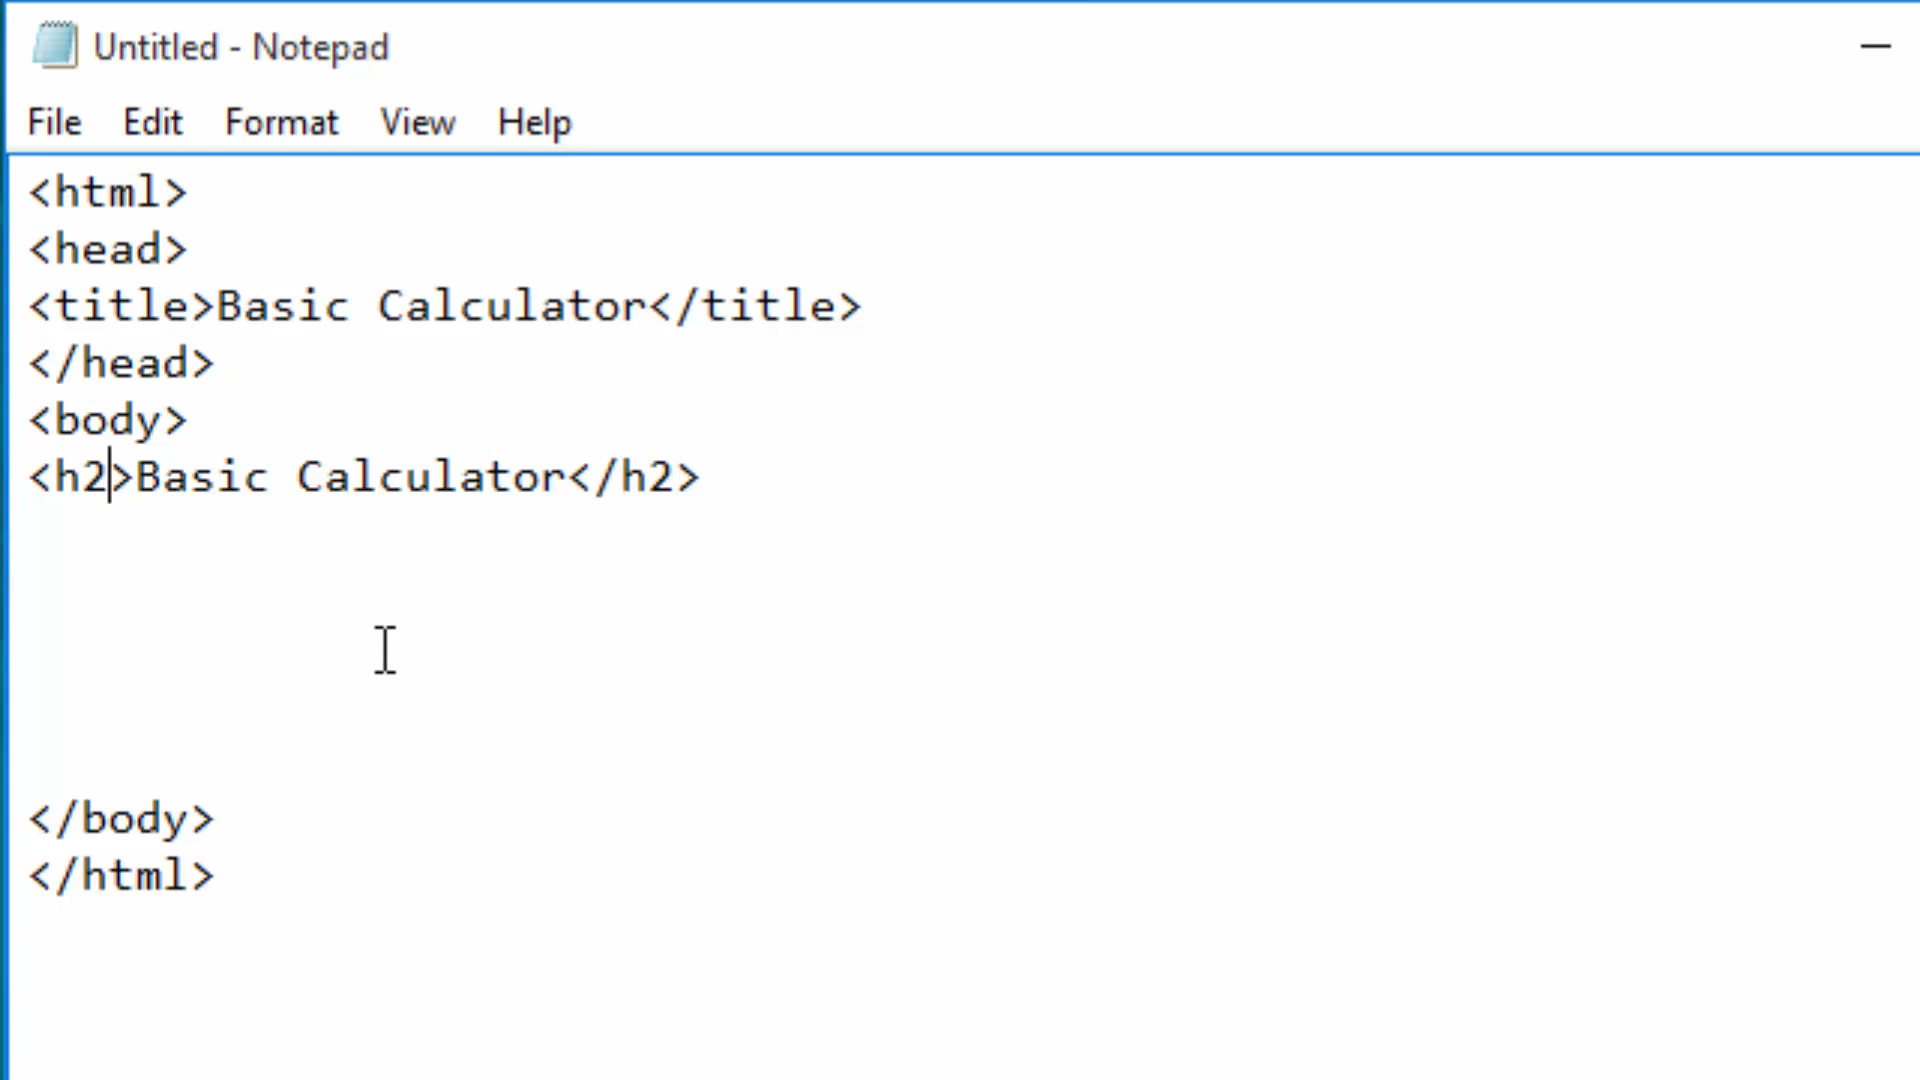 Untitled - Notepad
File Edit Format View Help
<html>
<head>
<title>Basic Calculator</title>
</head>
<body>
<h2>Basic Calculator</h2>
</body>
</html>